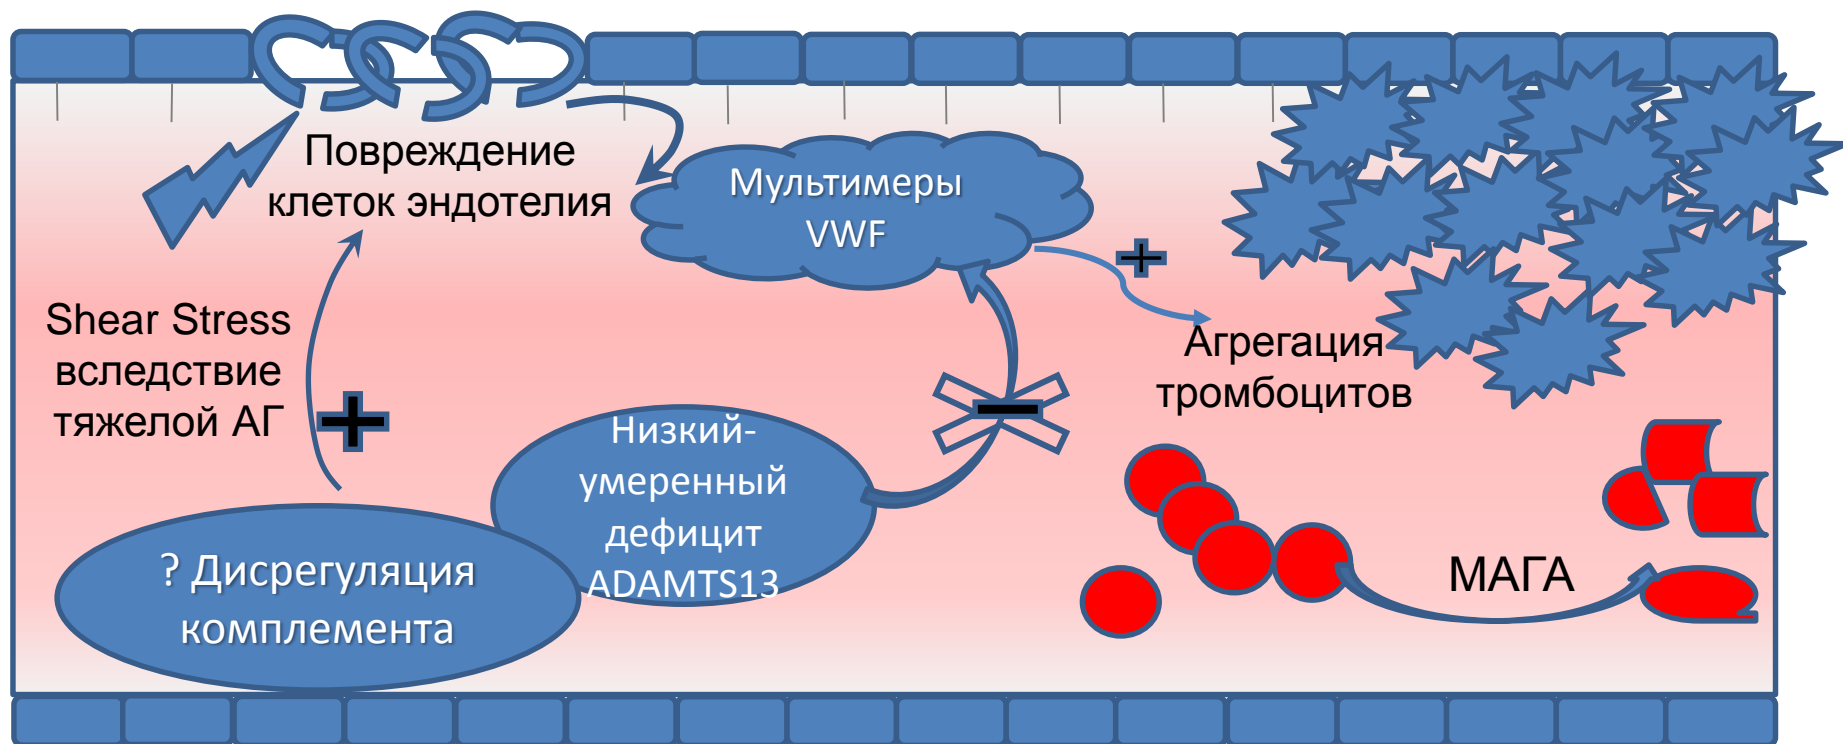 Повреждение
клеток эндотелия
Мультимеры
VWF
Shear Stress
вследствие
тяжелой АГ
Агрегация
тромбоцитов
Низкий-
умеренный
дефицит
ADAMTS13
? Дисрегуляция
комплемента
МАГА